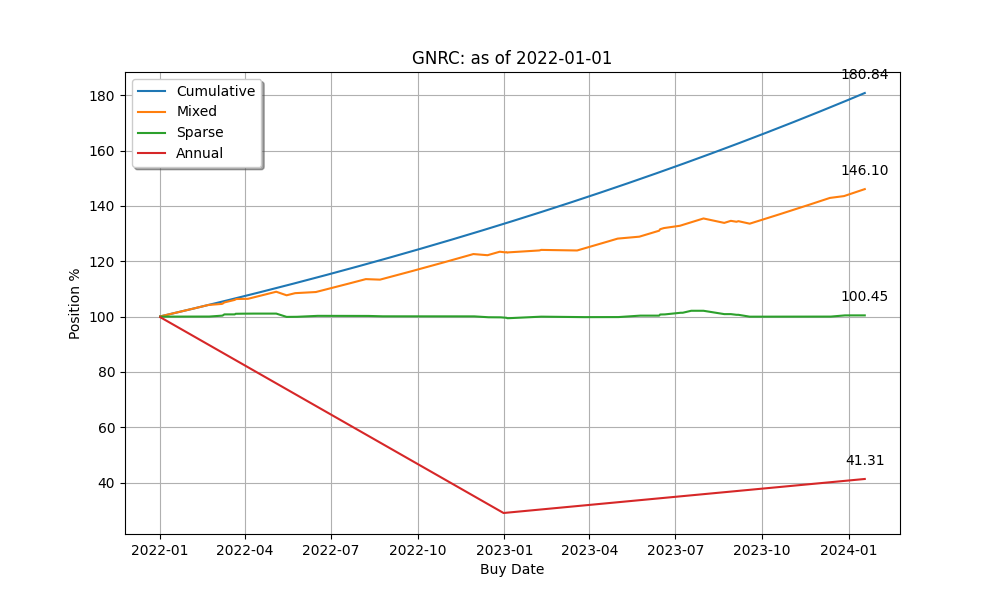 GNRC: as of 2022-01-01
Cumulative
Mixed
Sparse
Annual
180.84
146.10
100.45
41.31
Position %
180
160
140
120
100
80
60
40
2022-01 2022-04 2022-07 2022-10 2023-01 2023-04 2023-07 2023-10 2024-01
Buy Date